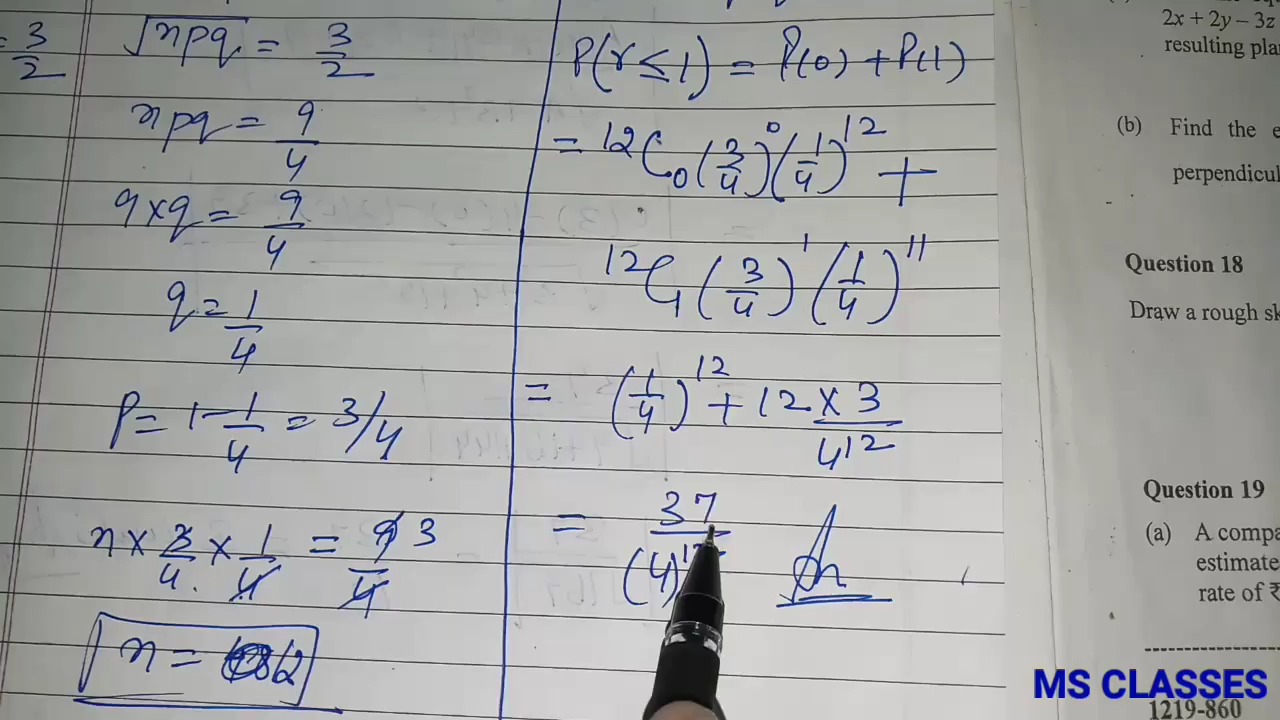 = 3/2
√npq = 3/2
npq = 9/4
9×q = 9/4
q = 1/4
P = 1 - 1/4 = 3/4
n × 3/4 × 1/4 = 9/4 3
n = 12
P(r ≤ 1) = P(0) + P(1)
= ¹²C₀ (3/4)⁰ (1/4)¹² +
¹²C₁ (3/4)¹ (1/4)¹¹
= (1/4)¹² + 12 × 3 / 4¹²
= 37 / (4)¹²
2x + 2y – 3z
resulting pla
(b) Find the e
perpendicul
Question 18
Draw a rough sk
Question 19
(a) A compa
estimate
rate of ₹
MS CLASSES
1219-860